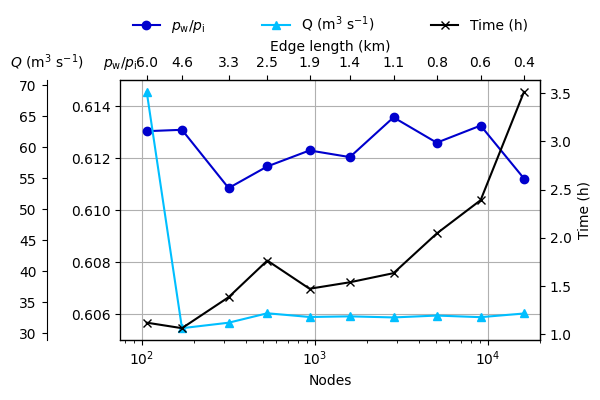 p_w/p_i Q (m³ s⁻¹) Time (h)
Edge length (km)
Q (m³ s⁻¹) p_w/p_i 6.0 4.6 3.3 2.5 1.9 1.4 1.1 0.8 0.6 0.4
70 0.614 3.5
65 0.612 3.0
60 0.610 2.5
55 0.608 2.0
50 0.606 1.5
45 1.0
40
35
30
Time (h)
10² 10³ 10⁴
Nodes